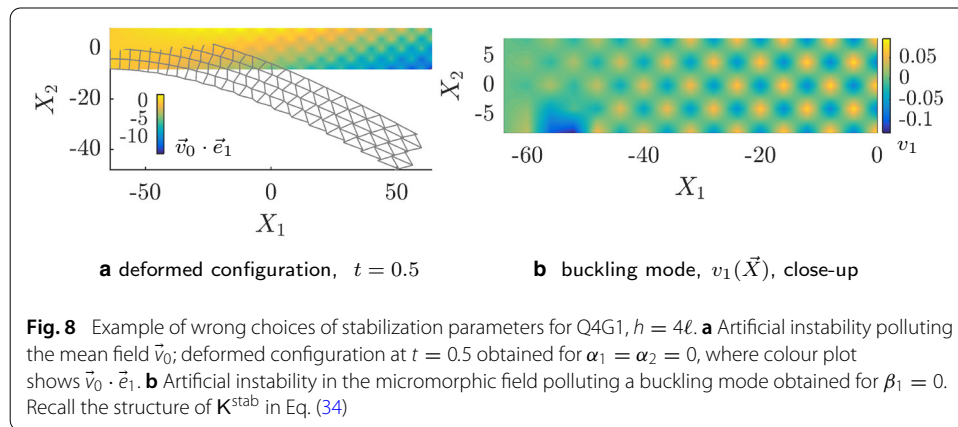 0
-20
-40
X₂
0
-5
-10
v⃗₀ · e⃗₁
-50
0
50
X₁
a deformed configuration, t = 0.5
5
0
-5
X₂
-60
-40
-20
0
X₁
0.05
0
-0.05
-0.1
v₁
b buckling mode, v₁(X⃗), close-up
Fig. 8 Example of wrong choices of stabilization parameters for Q4G1, h = 4ℓ. a Artificial instability polluting
the mean field v⃗₀; deformed configuration at t = 0.5 obtained for α₁ = α₂ = 0, where colour plot
shows v⃗₀ · e⃗₁. b Artificial instability in the micromorphic field polluting a buckling mode obtained for β₁ = 0.
Recall the structure of Kˢᵗᵃᵇ in Eq. (34)